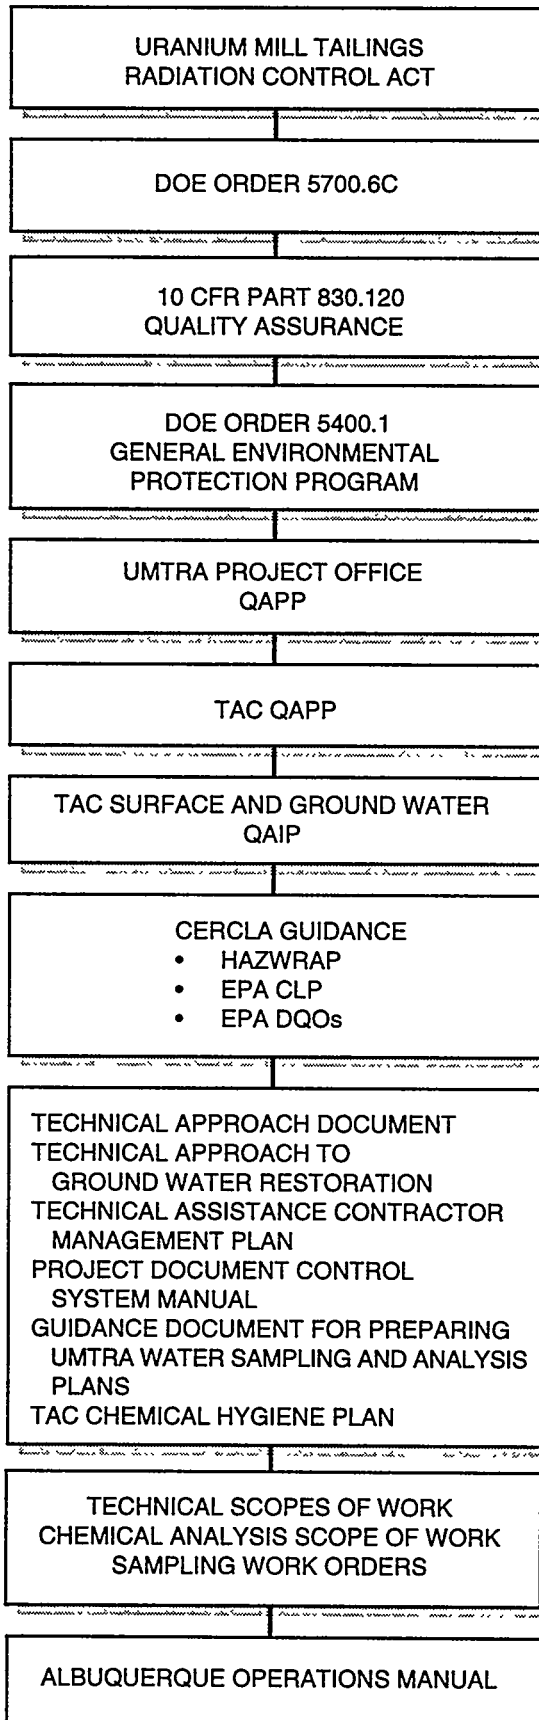 URANIUM MILL TAILINGS
RADIATION CONTROL ACT
DOE ORDER 5700.6C
10 CFR PART 830.120
QUALITY ASSURANCE
DOE ORDER 5400.1
GENERAL ENVIRONMENTAL
PROTECTION PROGRAM
UMTRA PROJECT OFFICE
QAPP
TAC QAPP
TAC SURFACE AND GROUND WATER
QAIP
CERCLA GUIDANCE
• HAZWRAP
• EPA CLP
• EPA DQOs
TECHNICAL APPROACH DOCUMENT
TECHNICAL APPROACH TO
GROUND WATER RESTORATION
TECHNICAL ASSISTANCE CONTRACTOR
MANAGEMENT PLAN
PROJECT DOCUMENT CONTROL
SYSTEM MANUAL
GUIDANCE DOCUMENT FOR PREPARING
UMTRA WATER SAMPLING AND ANALYSIS
PLANS
TAC CHEMICAL HYGIENE PLAN
TECHNICAL SCOPES OF WORK
CHEMICAL ANALYSIS SCOPE OF WORK
SAMPLING WORK ORDERS
ALBUQUERQUE OPERATIONS MANUAL